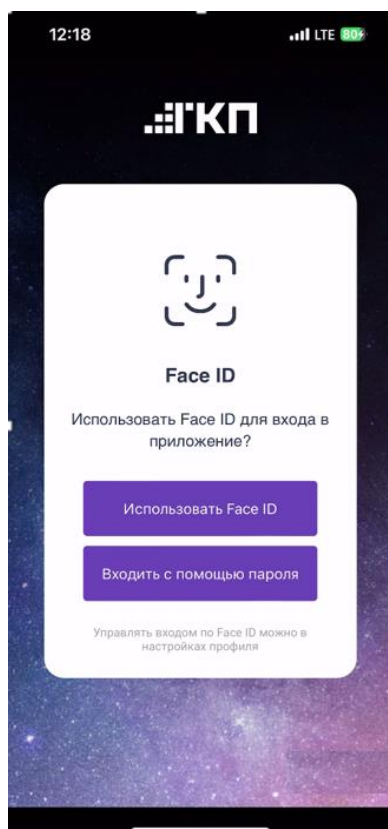 12:18
LTE 80
ГКП
Face ID
Использовать Face ID для входа в
приложение?
Использовать Face ID
Входить с помощью пароля
Управлять входом по Face ID можно в
настройках профиля